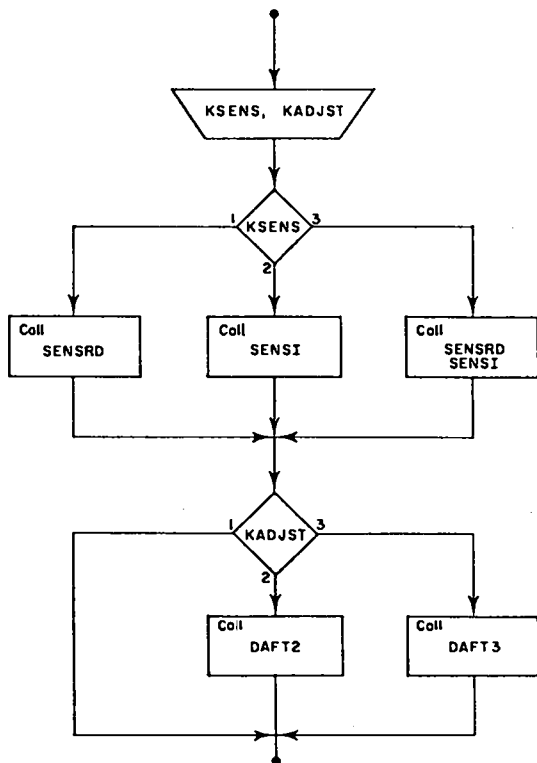 KSENS, KADJST
1 KSENS 3
2
Call
SENSRD
Call
SENSI
Call
SENSRD
SENSI
1 KADJST 3
2
Call
DAFT2
Call
DAFT3